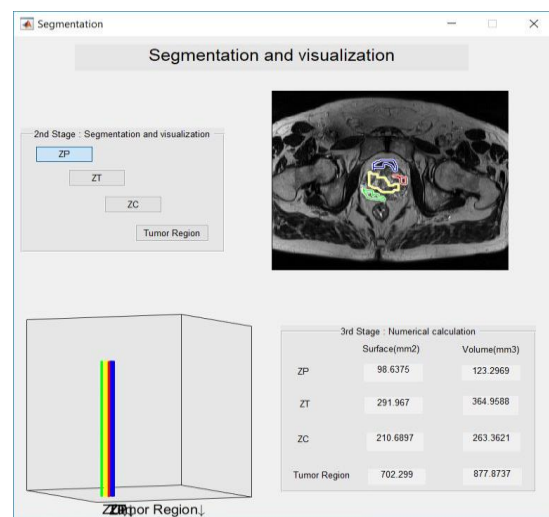 Segmentation
Segmentation and visualization
2nd Stage : Segmentation and visualization
ZP
ZT
ZC
Tumor Region
3rd Stage : Numerical calculation
Surface(mm2) Volume(mm3)
ZP 98.6375 123.2969
ZT 291.967 364.9588
ZC 210.6897 263.3621
Tumor Region 702.299 877.8737
Tumor Region↓